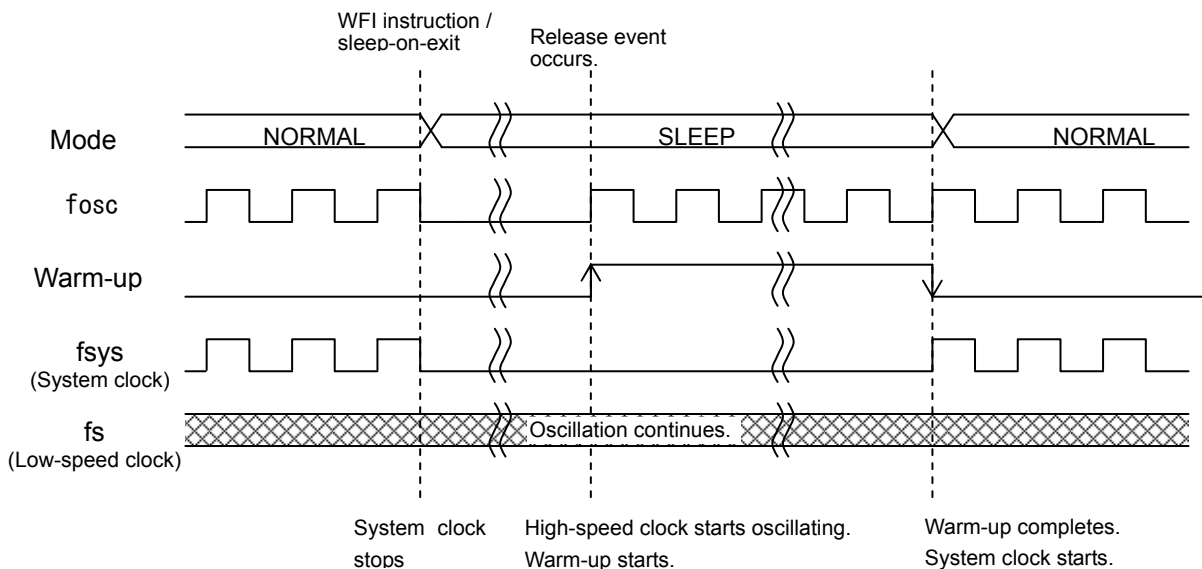 WFI instruction /
sleep-on-exit
Release event
occurs.
Mode
NORMAL
SLEEP
NORMAL
fosc
Warm-up
fsys
(System clock)
fs
(Low-speed clock)
Oscillation continues.
System clock
stops
High-speed clock starts oscillating.
Warm-up starts.
Warm-up completes.
System clock starts.